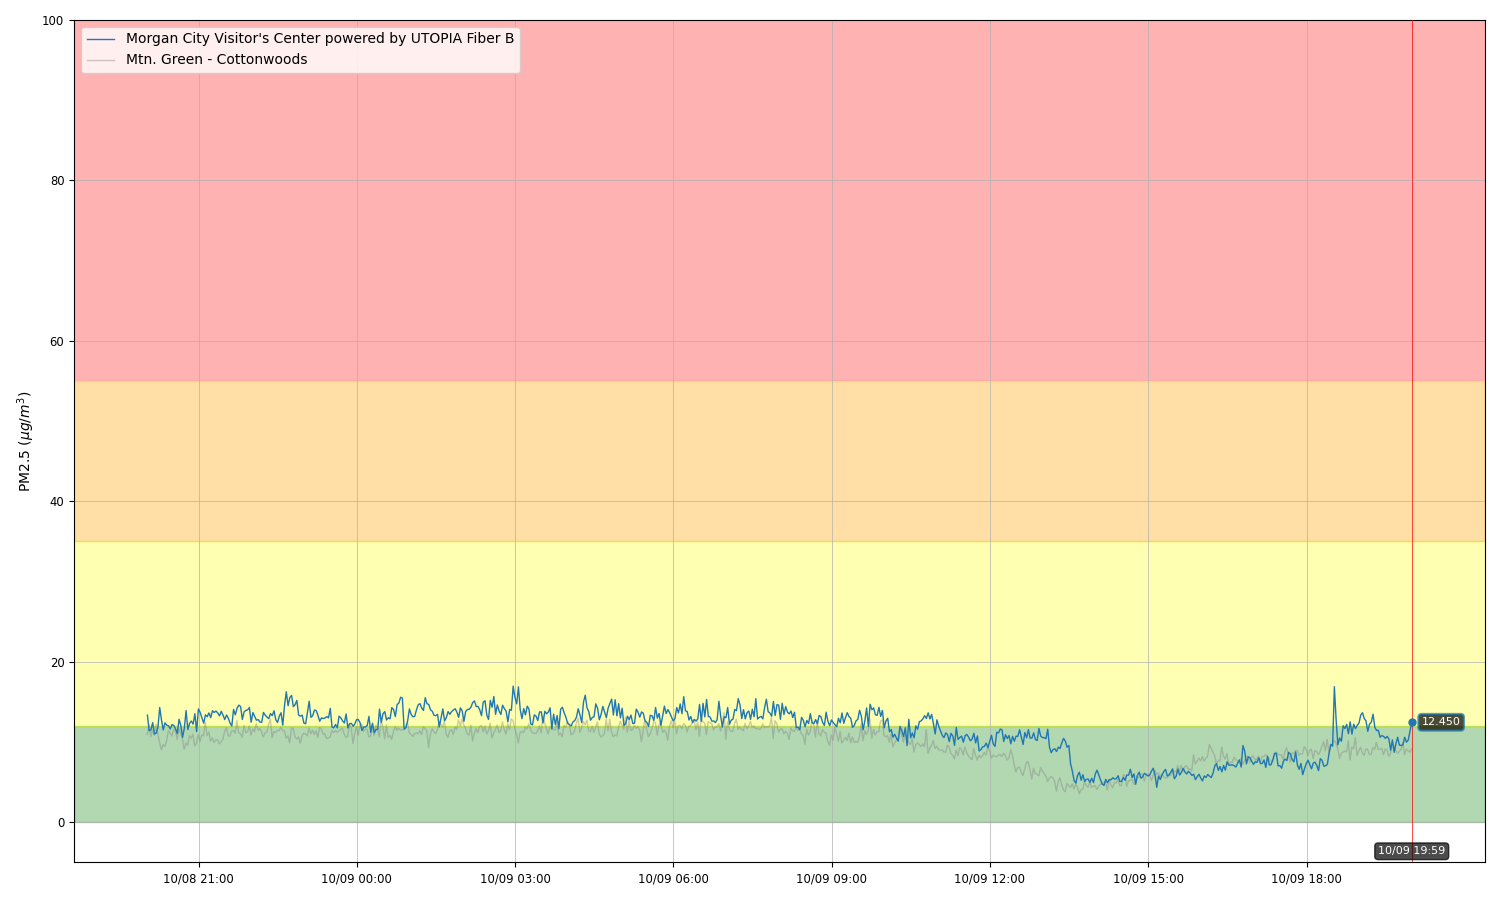 100
Morgan City Visitor's Center powered by UTOPIA Fiber B
Mtn. Green - Cottonwoods
80
60
40
20
0
PM2.5 (µg/m³)
12.450
10/09 19:59
10/08 21:00 10/09 00:00 10/09 03:00 10/09 06:00 10/09 09:00 10/09 12:00 10/09 15:00 10/09 18:00